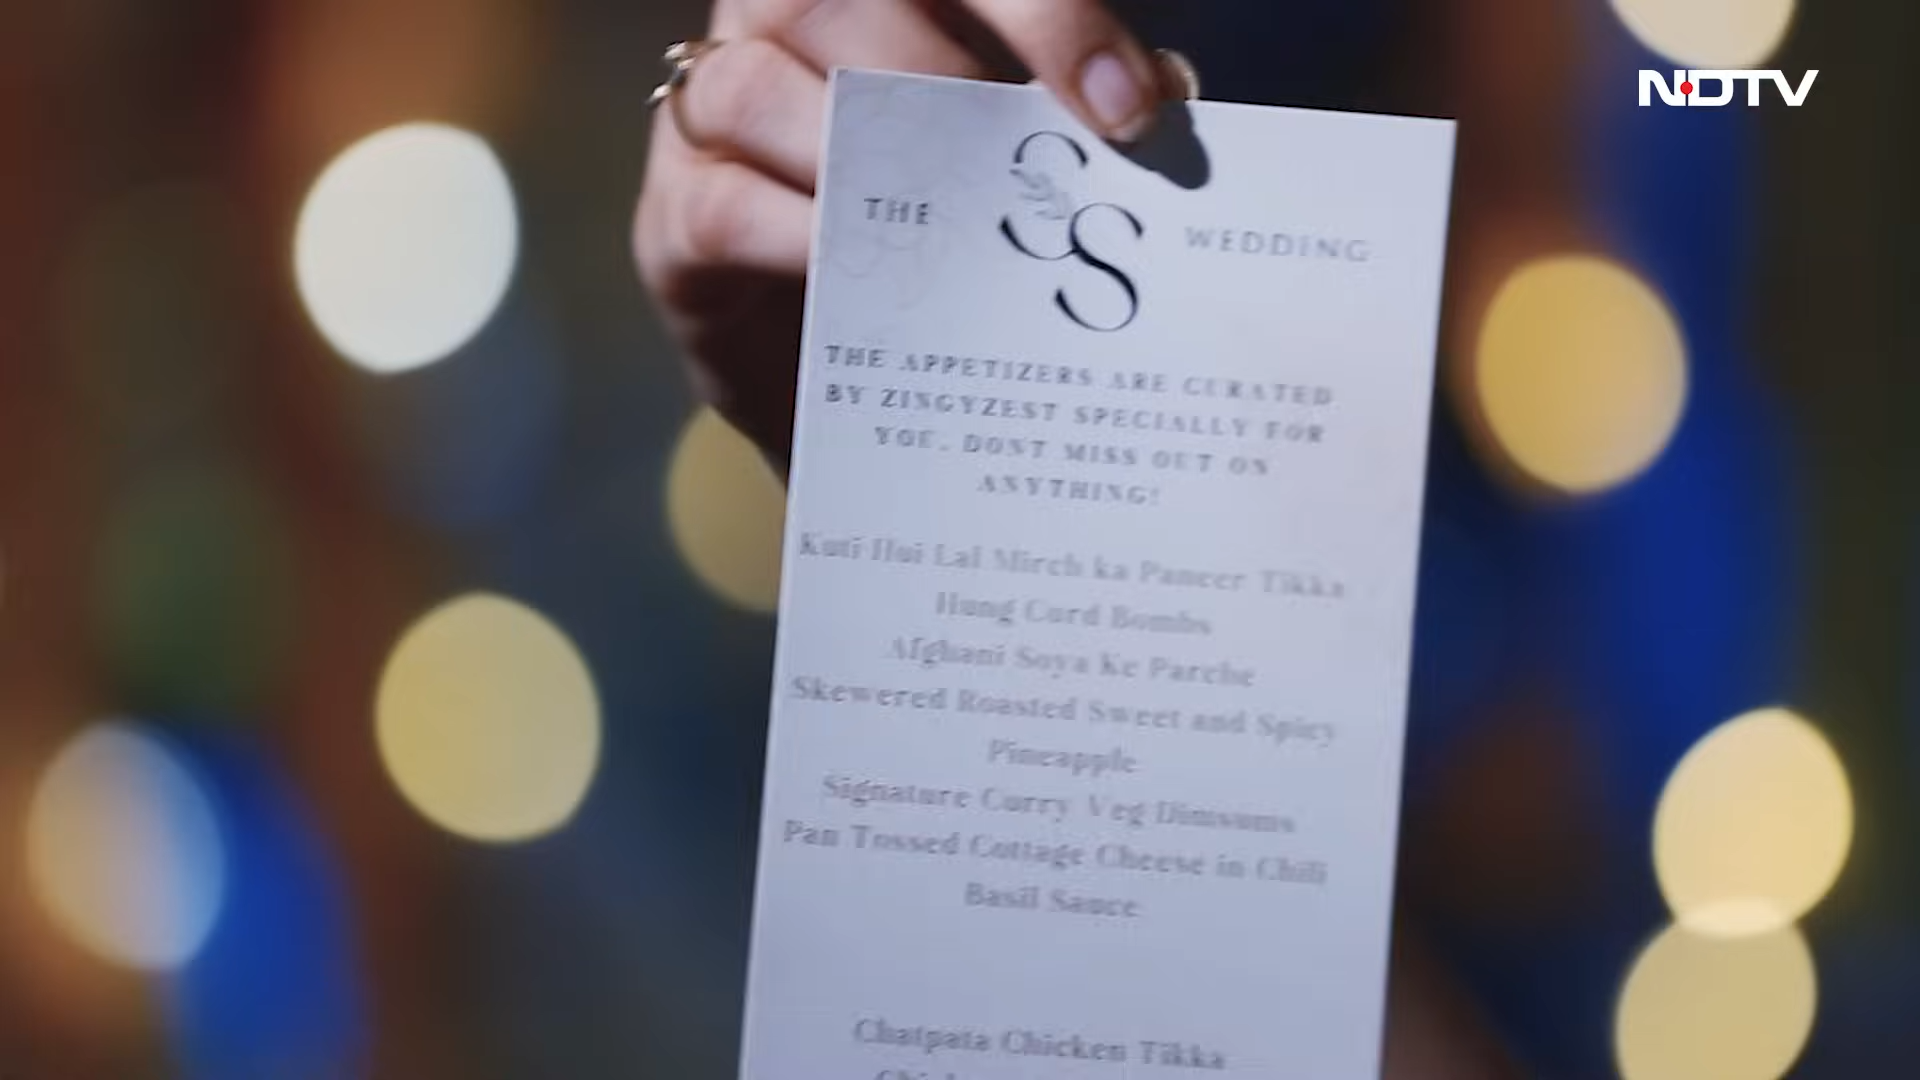 NDTV
THE SS WEDDING
THE APPETIZERS ARE CURATED
BY ZINGYZEST SPECIALLY FOR
YOU. DONT MISS OUT ON
ANYTHING!
Kuti Hui Lal Mirch ka Paneer Tikka
Hung Curd Bombs
Afghani Soya Ke Parche
Skewered Roasted Sweet and Spicy
Pineapple
Signature Curry Veg Dimsums
Pan Tossed Cottage Cheese in Chili
Basil Sauce
Chatpata Chicken Tikka